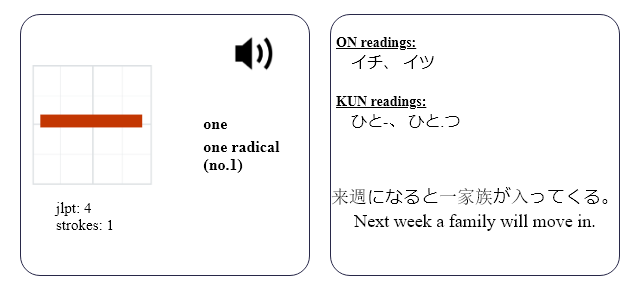 one
one radical
(no.1)
jlpt: 4
strokes: 1
ON readings:
イチ、 イツ
KUN readings:
ひと-、 ひと.つ
来週になると一家族が入ってくる。
Next week a family will move in.